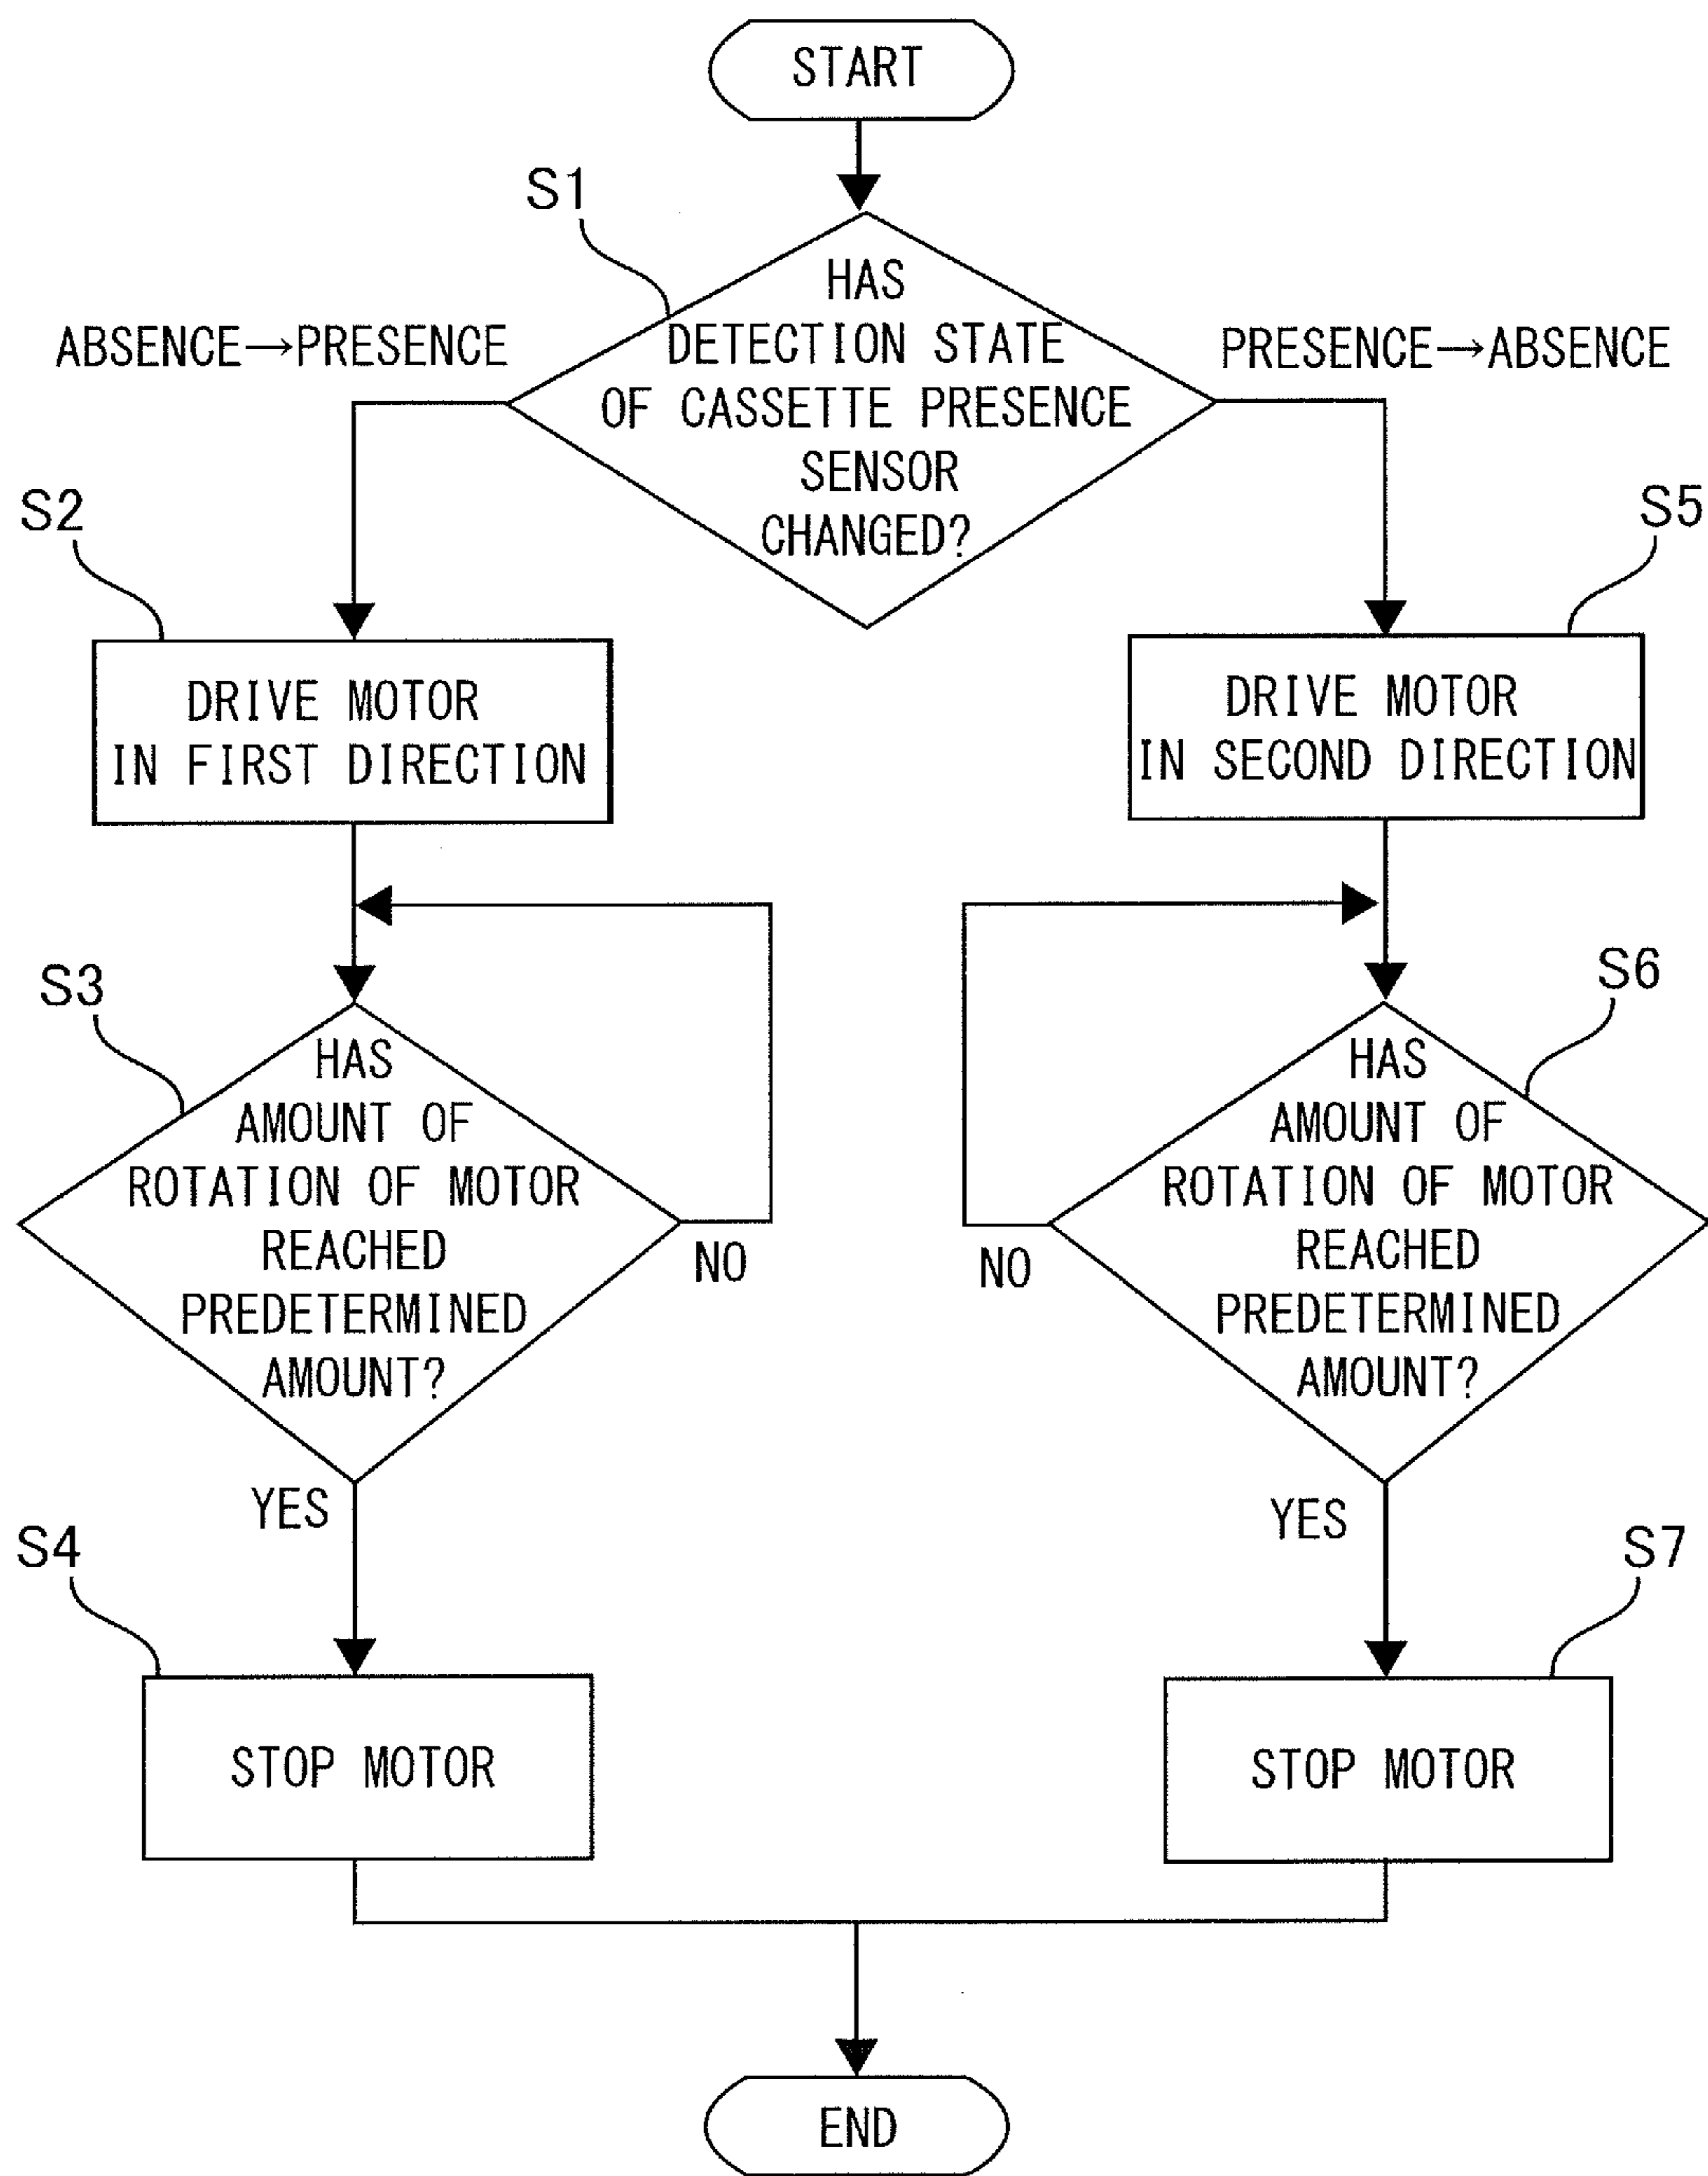 START
S1
HAS
DETECTION STATE
OF CASSETTE PRESENCE
SENSOR
CHANGED?
ABSENCE→PRESENCE
PRESENCE→ABSENCE
S2
DRIVE MOTOR
IN FIRST DIRECTION
S5
DRIVE MOTOR
IN SECOND DIRECTION
S3
HAS
AMOUNT OF
ROTATION OF MOTOR
REACHED
PREDETERMINED
AMOUNT?
NO
YES
S6
HAS
AMOUNT OF
ROTATION OF MOTOR
REACHED
PREDETERMINED
AMOUNT?
NO
YES
S4
STOP MOTOR
S7
STOP MOTOR
END